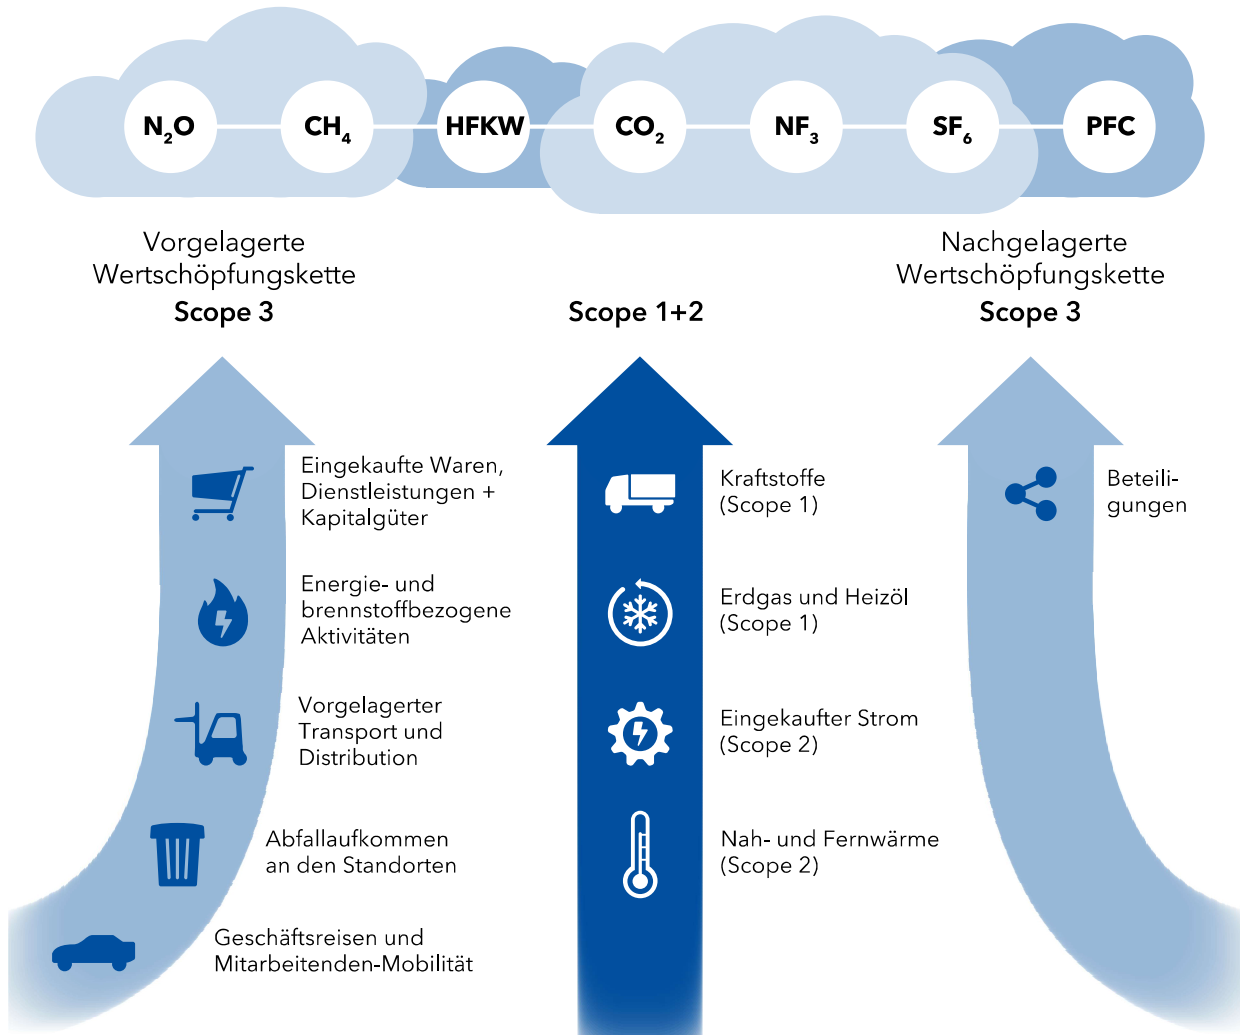 N₂O CH₄ HFKW CO₂ NF₃ SF₆ PFC
Vorgelagerte
Wertschöpfungskette
Scope 3
Scope 1+2
Nachgelagerte
Wertschöpfungskette
Scope 3
Eingekaufte Waren,
Dienstleistungen +
Kapitalgüter
Energie- und
brennstoffbezogene
Aktivitäten
Vorgelagerter
Transport und
Distribution
Abfallaufkommen
an den Standorten
Geschäftsreisen und
Mitarbeitenden-Mobilität
Kraftstoffe
(Scope 1)
Erdgas und Heizöl
(Scope 1)
Eingekaufter Strom
(Scope 2)
Nah- und Fernwärme
(Scope 2)
Beteili-
gungen